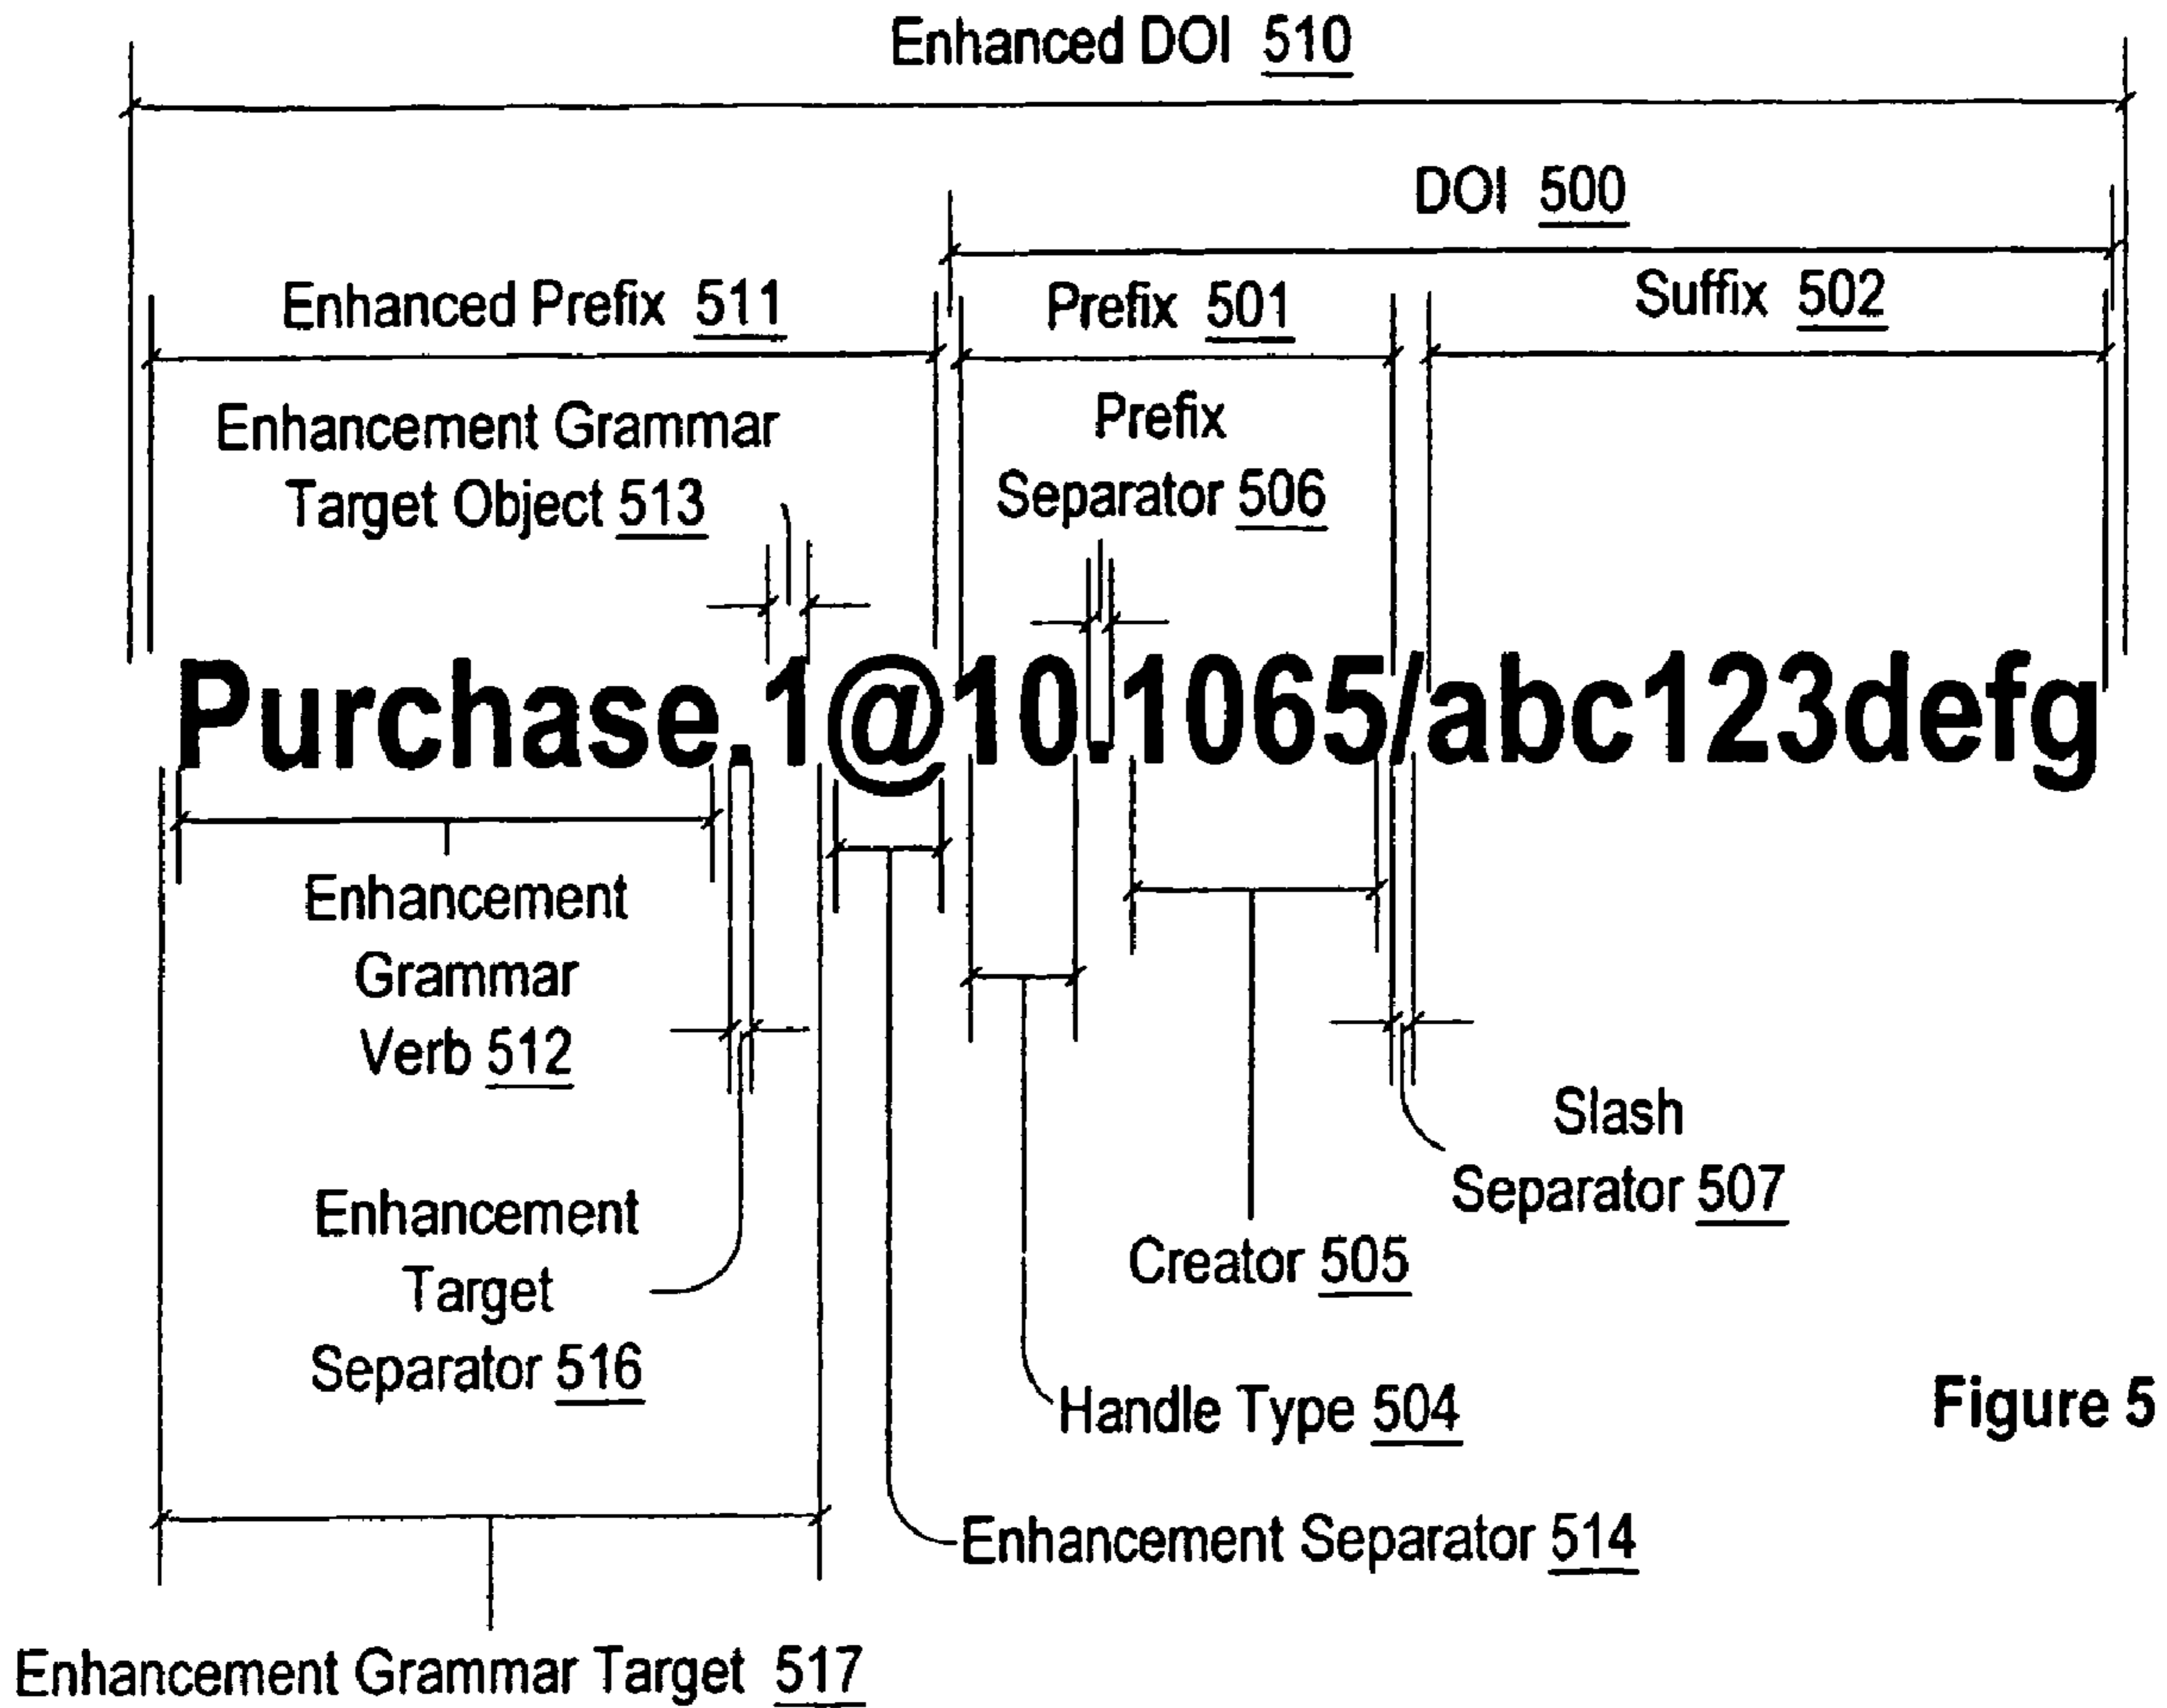 Enhanced DOI 510
DOI 500
Enhanced Prefix 511
Prefix 501
Suffix 502
Enhancement Grammar
Target Object 513
Prefix
Separator 506
Purchase.1@10.1065/abc123defg
Enhancement
Grammar
Verb 512
Enhancement
Target
Separator 516
Slash
Separator 507
Creator 505
Handle Type 504
Figure 5
Enhancement Separator 514
Enhancement Grammar Target 517